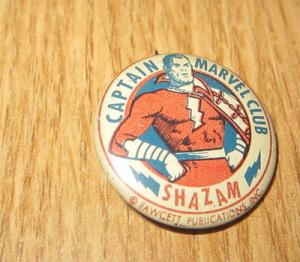 CAPTAIN MARVEL CLUB
SHAZAM
© FAWCETT PUBLICATIONS, INC.